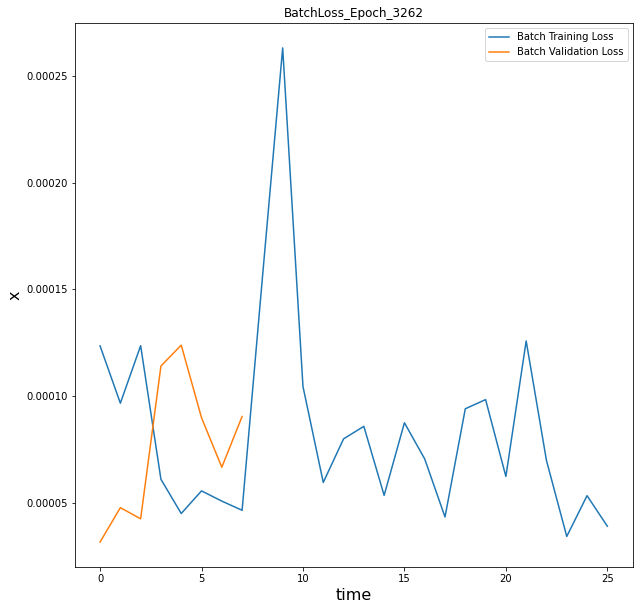 BatchLoss_Epoch_3262
Batch Training Loss
Batch Validation Loss
x
0.00025
0.00020
0.00015
0.00010
0.00005
0 5 10 15 20 25
time